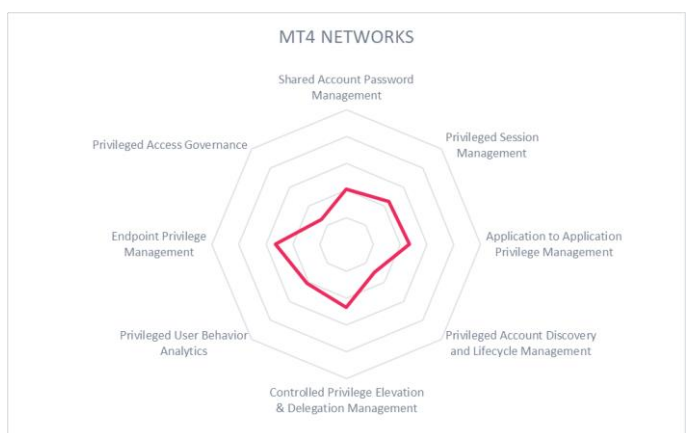 MT4 NETWORKS
Shared Account Password
Management
Privileged Session
Management
Privileged Access Governance
Endpoint Privilege
Management
Application to Application
Privilege Management
Privileged User Behavior
Analytics
Privileged Account Discovery
and Lifecycle Management
Controlled Privilege Elevation
& Delegation Management